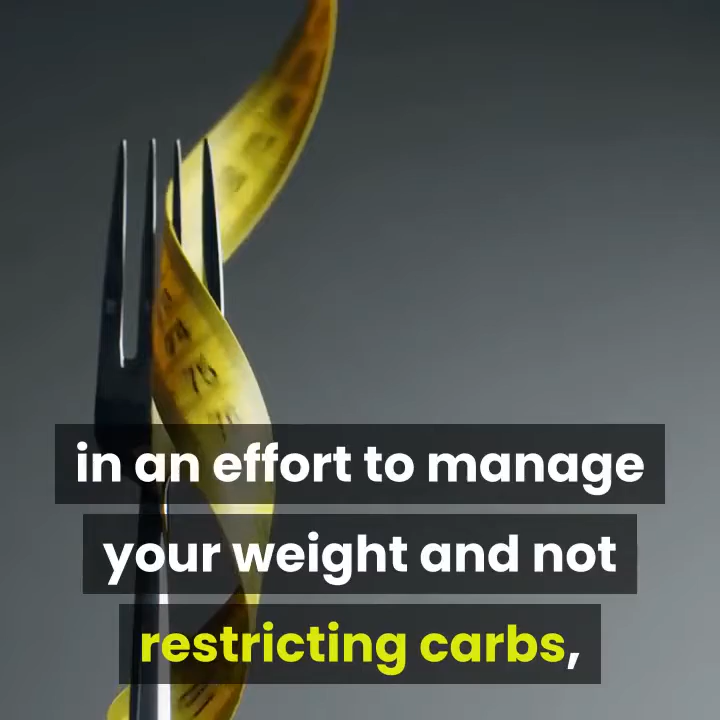 in an effort to manage
your weight and not
restricting carbs,